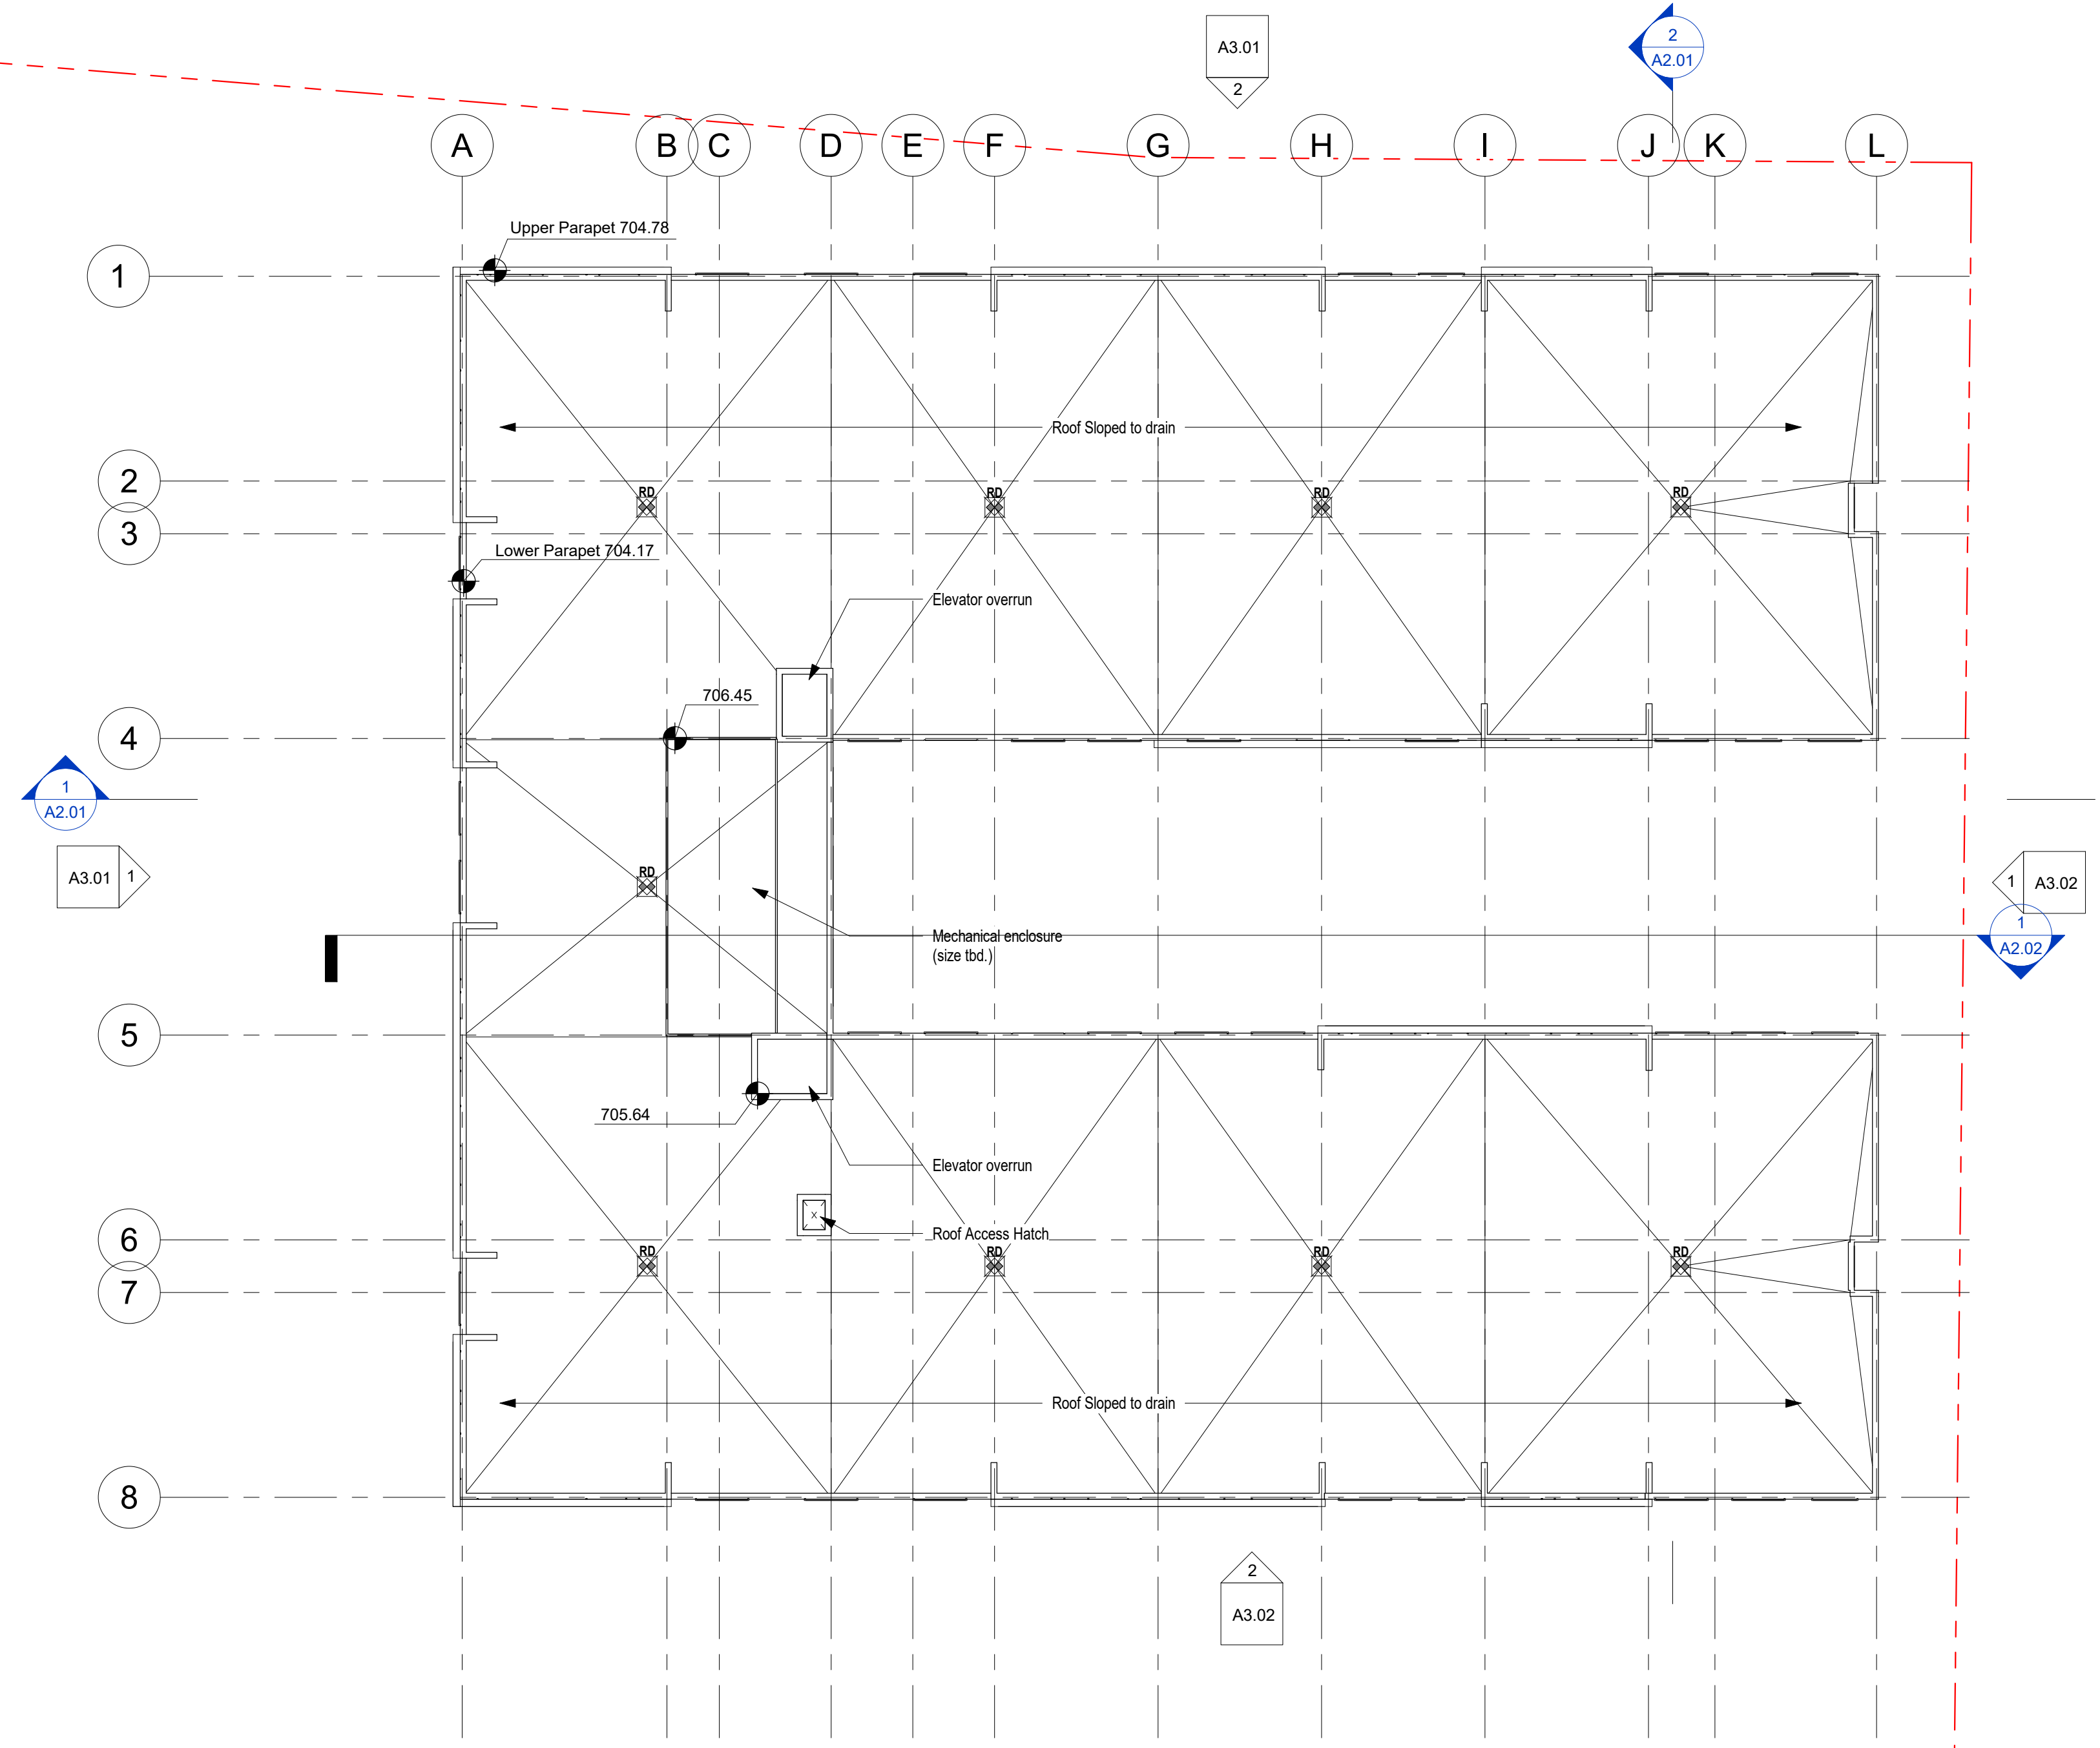 A3.01
2
2
A2.01
A
B
C
D
E
F
G
H
I
J
K
L
Upper Parapet 704.78
1
Roof Sloped to drain
2
RD
RD
RD
RD
3
Lower Parapet 704.17
Elevator overrun
706.45
4
1
A2.01
A3.01
1
RD
1
A3.02
Mechanical enclosure
(size tbd.)
1
A2.02
5
705.64
Elevator overrun
X
Roof Access Hatch
6
RD
RD
RD
RD
7
Roof Sloped to drain
8
2
A3.02